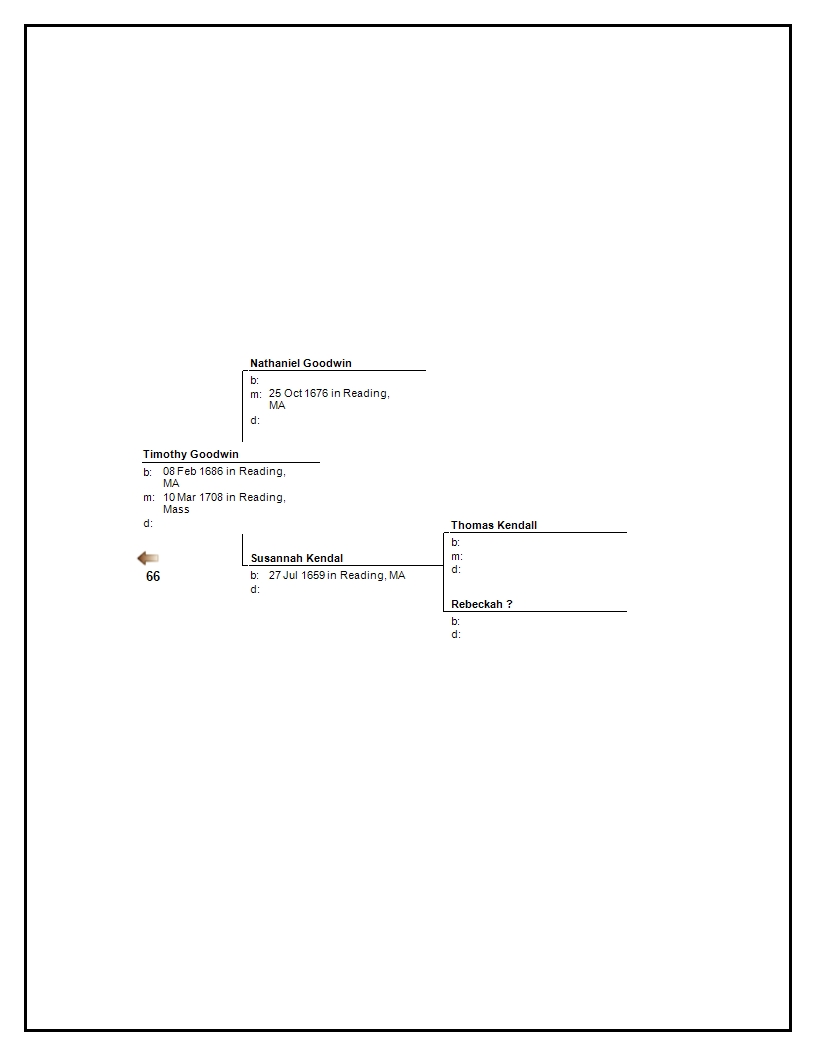 Nathaniel Goodwin
b:
m: 25 Oct 1676 in Reading,
MA
d:
Timothy Goodwin
b: 08 Feb 1686 in Reading,
MA
m: 10 Mar 1708 in Reading,
Mass
d:
66
Susannah Kendal
b: 27 Jul 1659 in Reading, MA
d:
Thomas Kendall
b:
m:
d:
Rebeckah ?
b:
d: